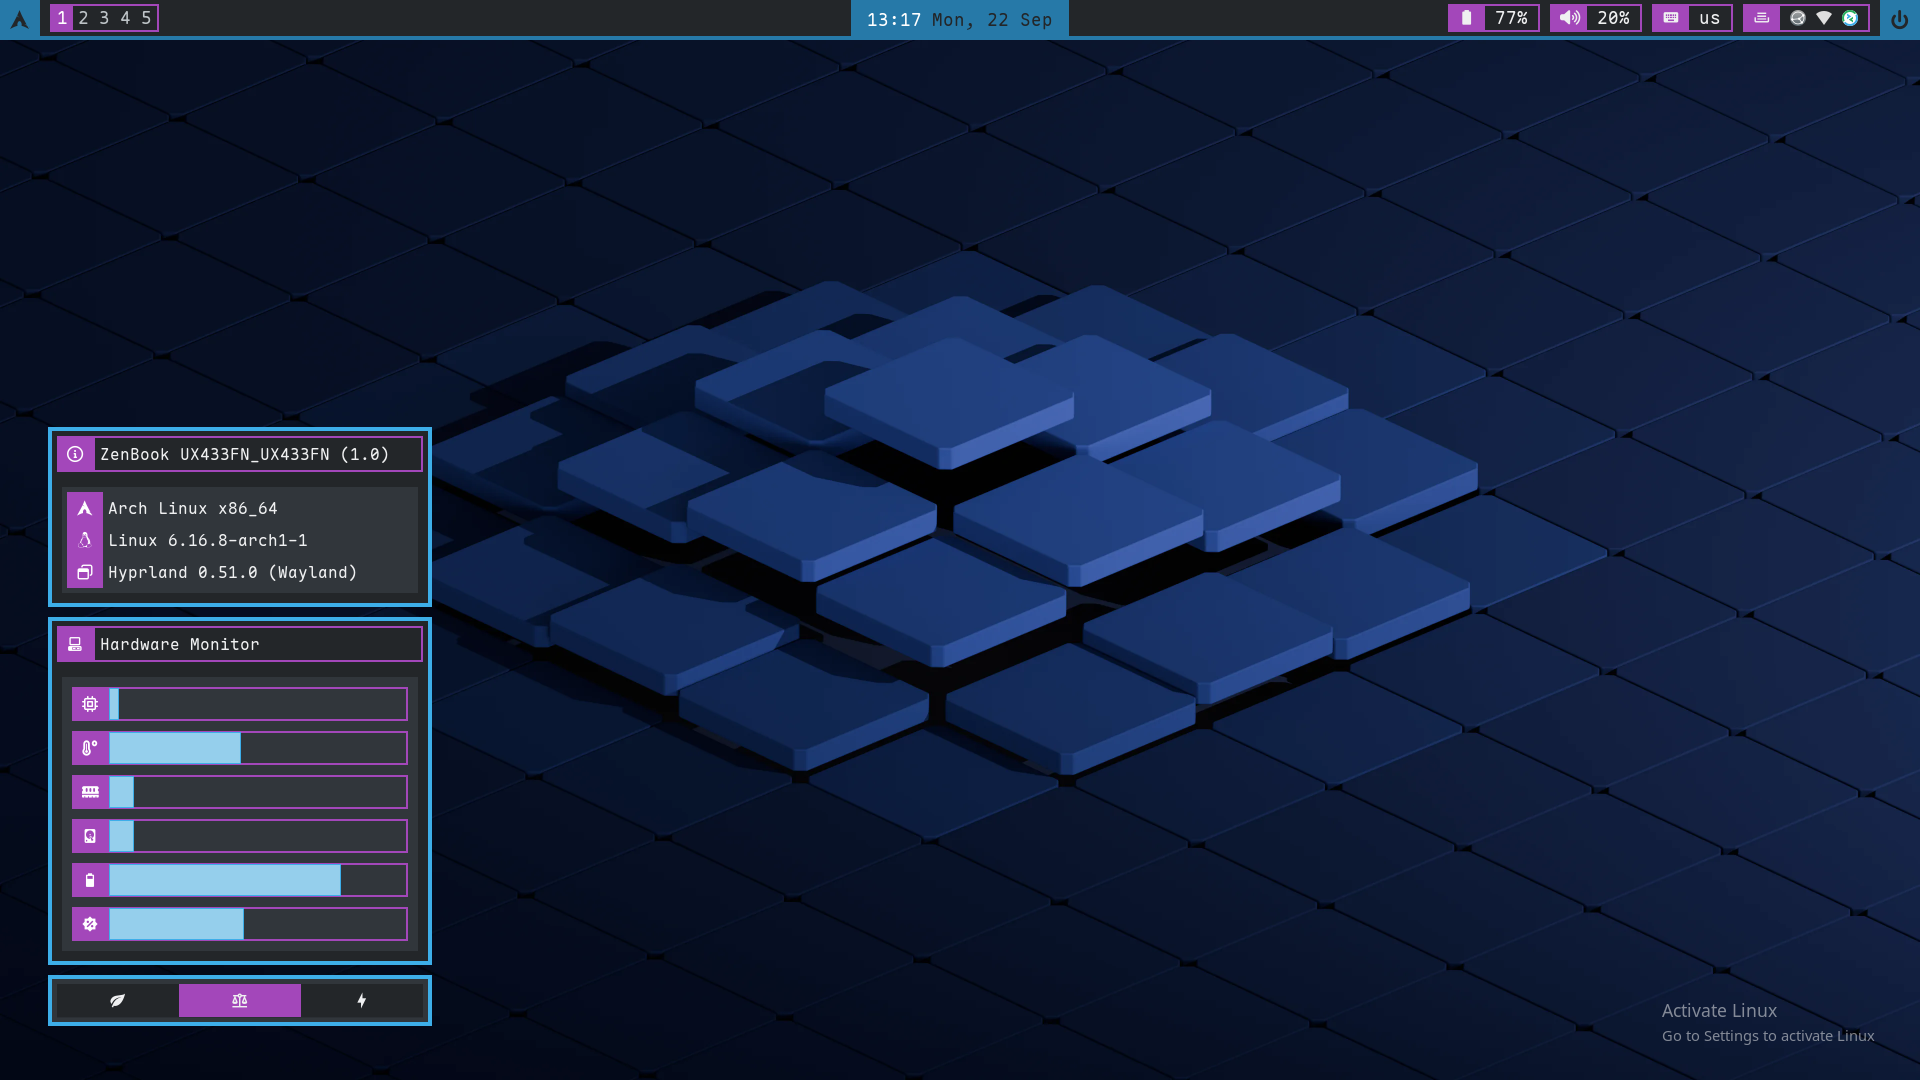 1 2 3 4 5
13:17 Mon, 22 Sep
77%
20%
us
ZenBook UX433FN_UX433FN (1.0)
Arch Linux x86_64
Linux 6.16.8-arch1-1
Hyprland 0.51.0 (Wayland)
Hardware Monitor
Activate Linux
Go to Settings to activate Linux